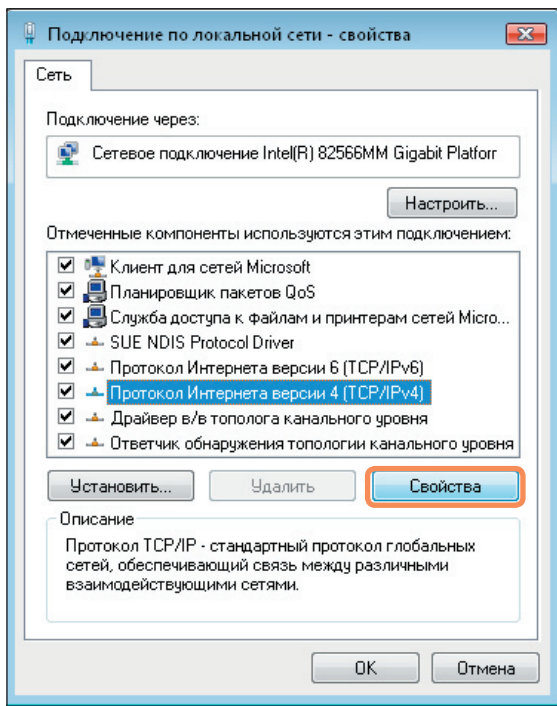 Подключение по локальной сети - свойства
Сеть
Подключение через:
Сетевое подключение Intel(R) 82566MM Gigabit Platforr
Настроить...
Отмеченные компоненты используются этим подключением:
Клиент для сетей Microsoft
Планировщик пакетов QoS
Служба доступа к файлам и принтерам сетей Micro...
SUE NDIS Protocol Driver
Протокол Интернета версии 6 (TCP/IPv6)
Протокол Интернета версии 4 (TCP/IPv4)
Драйвер в/в тополога канального уровня
Ответчик обнаружения топологии канального уровня
Установить...
Удалить
Свойства
Описание
Протокол TCP/IP - стандартный протокол глобальных
сетей, обеспечивающий связь между различными
взаимодействующими сетями.
OK
Отмена